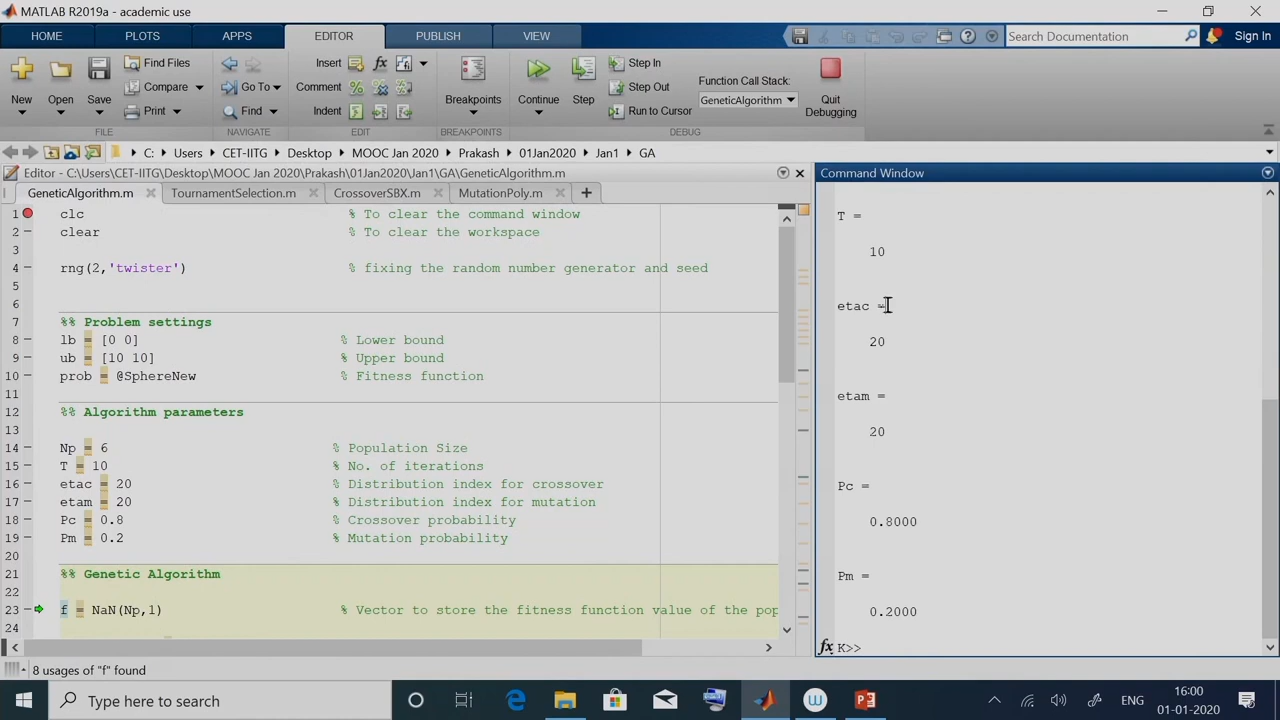 MATLAB R2019a - academic use
HOME PLOTS APPS EDITOR PUBLISH VIEW Search Documentation Sign In
New Open Save Find Files Compare Print Go To Find Insert Comment Indent Breakpoints Continue Step Step In Step Out Run to Cursor Function Call Stack: GeneticAlgorithm Quit Debugging
FILE NAVIGATE EDIT BREAKPOINTS DEBUG
C: Users CET-IITG Desktop MOOC Jan 2020 Prakash 01Jan2020 Jan1 GA
Editor - C:\Users\CET-IITG\Desktop\MOOC Jan 2020\Prakash\01Jan2020\Jan1\GA\GeneticAlgorithm.m
GeneticAlgorithm.m TournamentSelection.m CrossoverSBX.m MutationPoly.m
1 clc % To clear the command window
2 clear % To clear the workspace
3
4 rng(2,'twister') % fixing the random number generator and seed
5
6
7 %% Problem settings
8 lb = [0 0] % Lower bound
9 ub = [10 10] % Upper bound
10 prob = @SphereNew % Fitness function
11
12 %% Algorithm parameters
13
14 Np = 6 % Population Size
15 T = 10 % No. of iterations
16 etac = 20 % Distribution index for crossover
17 etam = 20 % Distribution index for mutation
18 Pc = 0.8 % Crossover probability
19 Pm = 0.2 % Mutation probability
20
21 %% Genetic Algorithm
22
23 f = NaN(Np,1) % Vector to store the fitness function value of the pop
24
8 usages of "f" found
Command Window
T =
10
etac =
20
etam =
20
Pc =
0.8000
Pm =
0.2000
fx K>>
Type here to search
ENG
16:00
01-01-2020